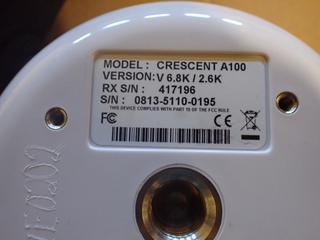 MODEL : CRESCENT A100
VERSION: V 6.8K / 2.6K
RX S/N : 417196
S/N : 0813-5110-0195
THIS DEVICE COMPLIES WITH PART 15 OF THE FCC RULE
FC CE